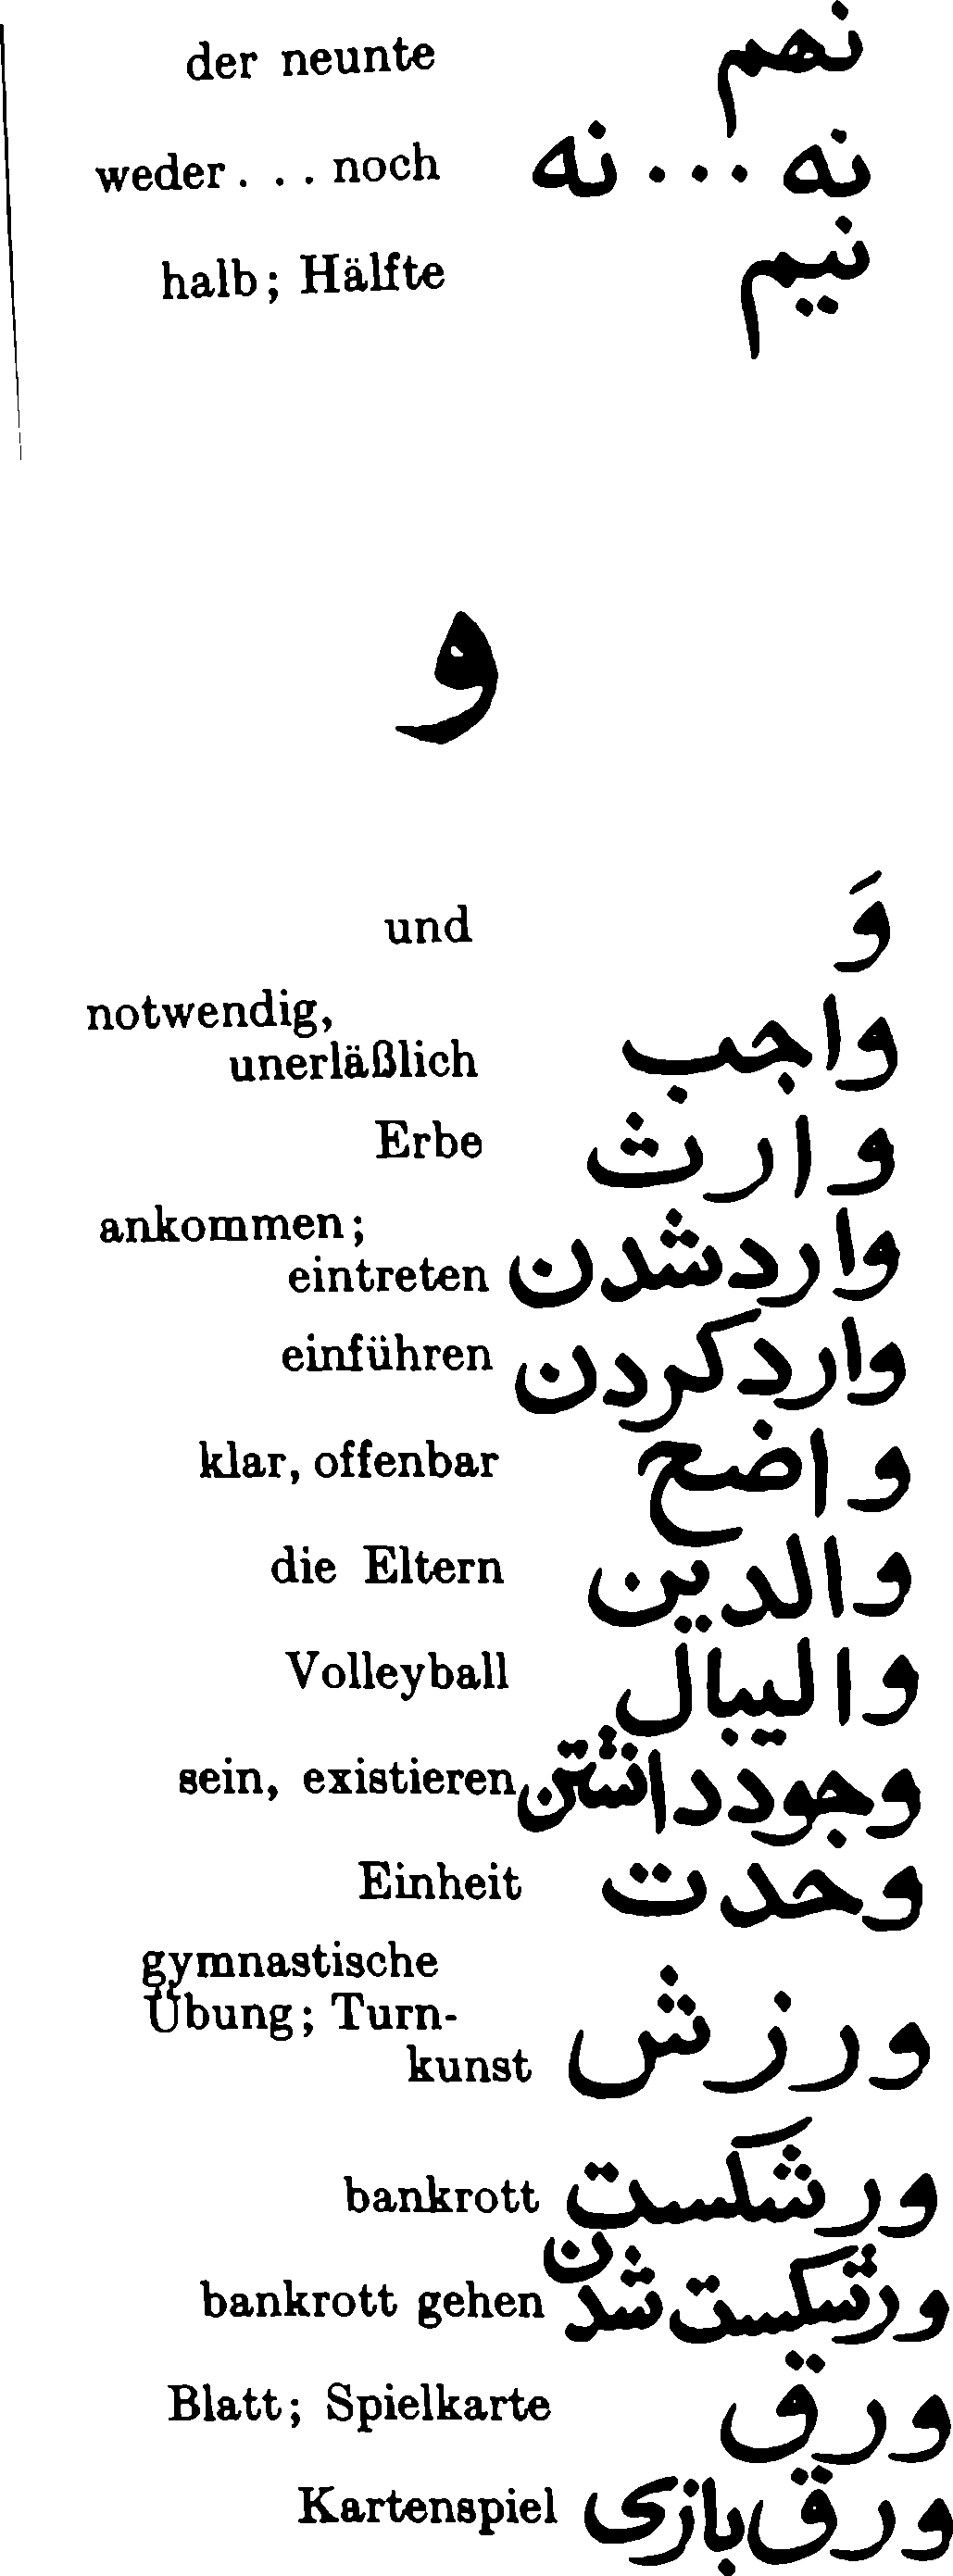 der neunte نهم
weder . . . noch نه ... نه
halb; Hälfte نیم
و
und وَ
notwendig,
unerläßlich واجب
Erbe وارث
ankommen;
eintreten واردشدن
einführen واردکردن
klar, offenbar واضح
die Eltern والدین
Volleyball والیبال
sein, existieren وجودداشتن
Einheit وحدت
gymnastische
Übung; Turn-
kunst ورزش
bankrott ورشکست
bankrott gehen ورشکست شدن
Blatt; Spielkarte ورق
Kartenspiel ورق‌بازی